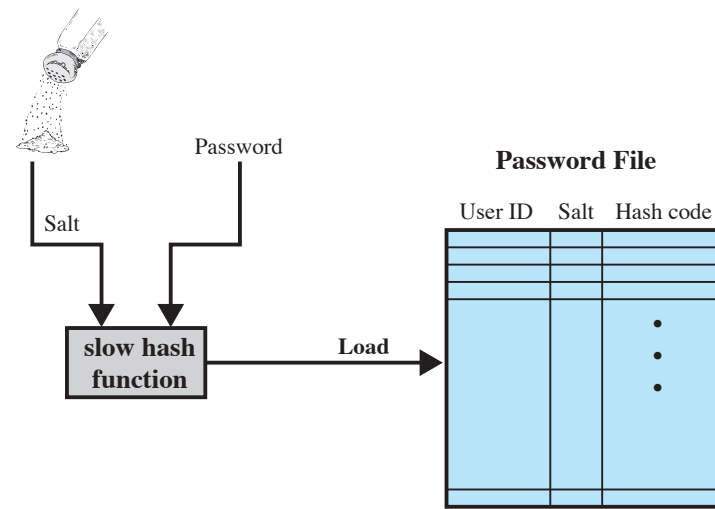 Password
Password File
User ID Salt Hash code
Salt
slow hash
function
Load